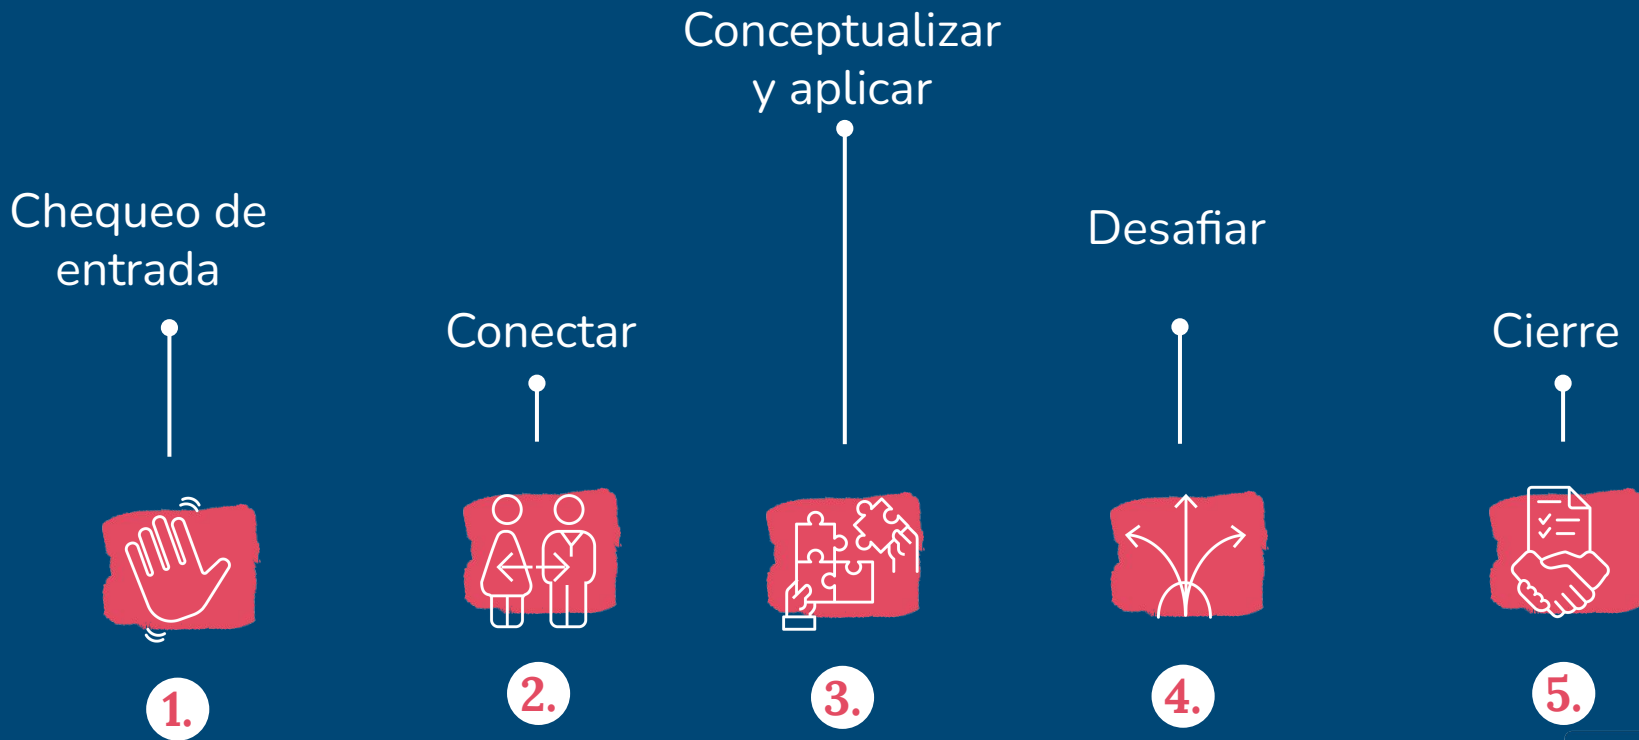 Chequeo de
entrada
1.
Conectar
2.
Conceptualizar
y aplicar
3.
Desafiar
4.
Cierre
5.